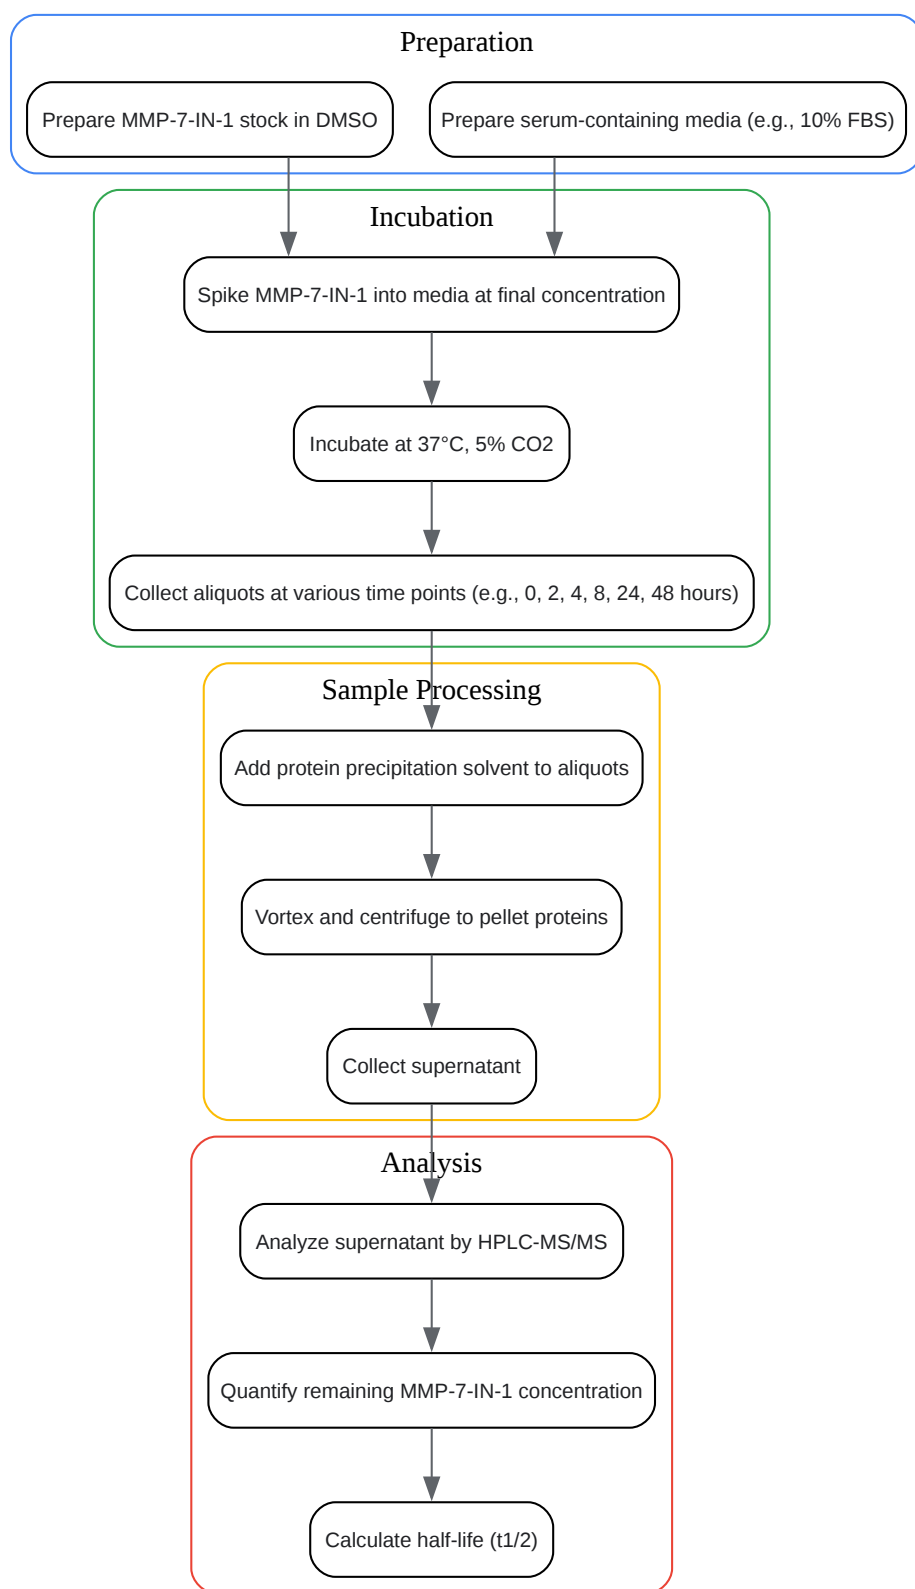 Preparation
Prepare MMP-7-IN-1 stock in DMSO
Prepare serum-containing media (e.g., 10% FBS)
Incubation
Spike MMP-7-IN-1 into media at final concentration
Incubate at 37°C, 5% CO2
Collect aliquots at various time points (e.g., 0, 2, 4, 8, 24, 48 hours)
Sample Processing
Add protein precipitation solvent to aliquots
Vortex and centrifuge to pellet proteins
Collect supernatant
Analysis
Analyze supernatant by HPLC-MS/MS
Quantify remaining MMP-7-IN-1 concentration
Calculate half-life (t1/2)